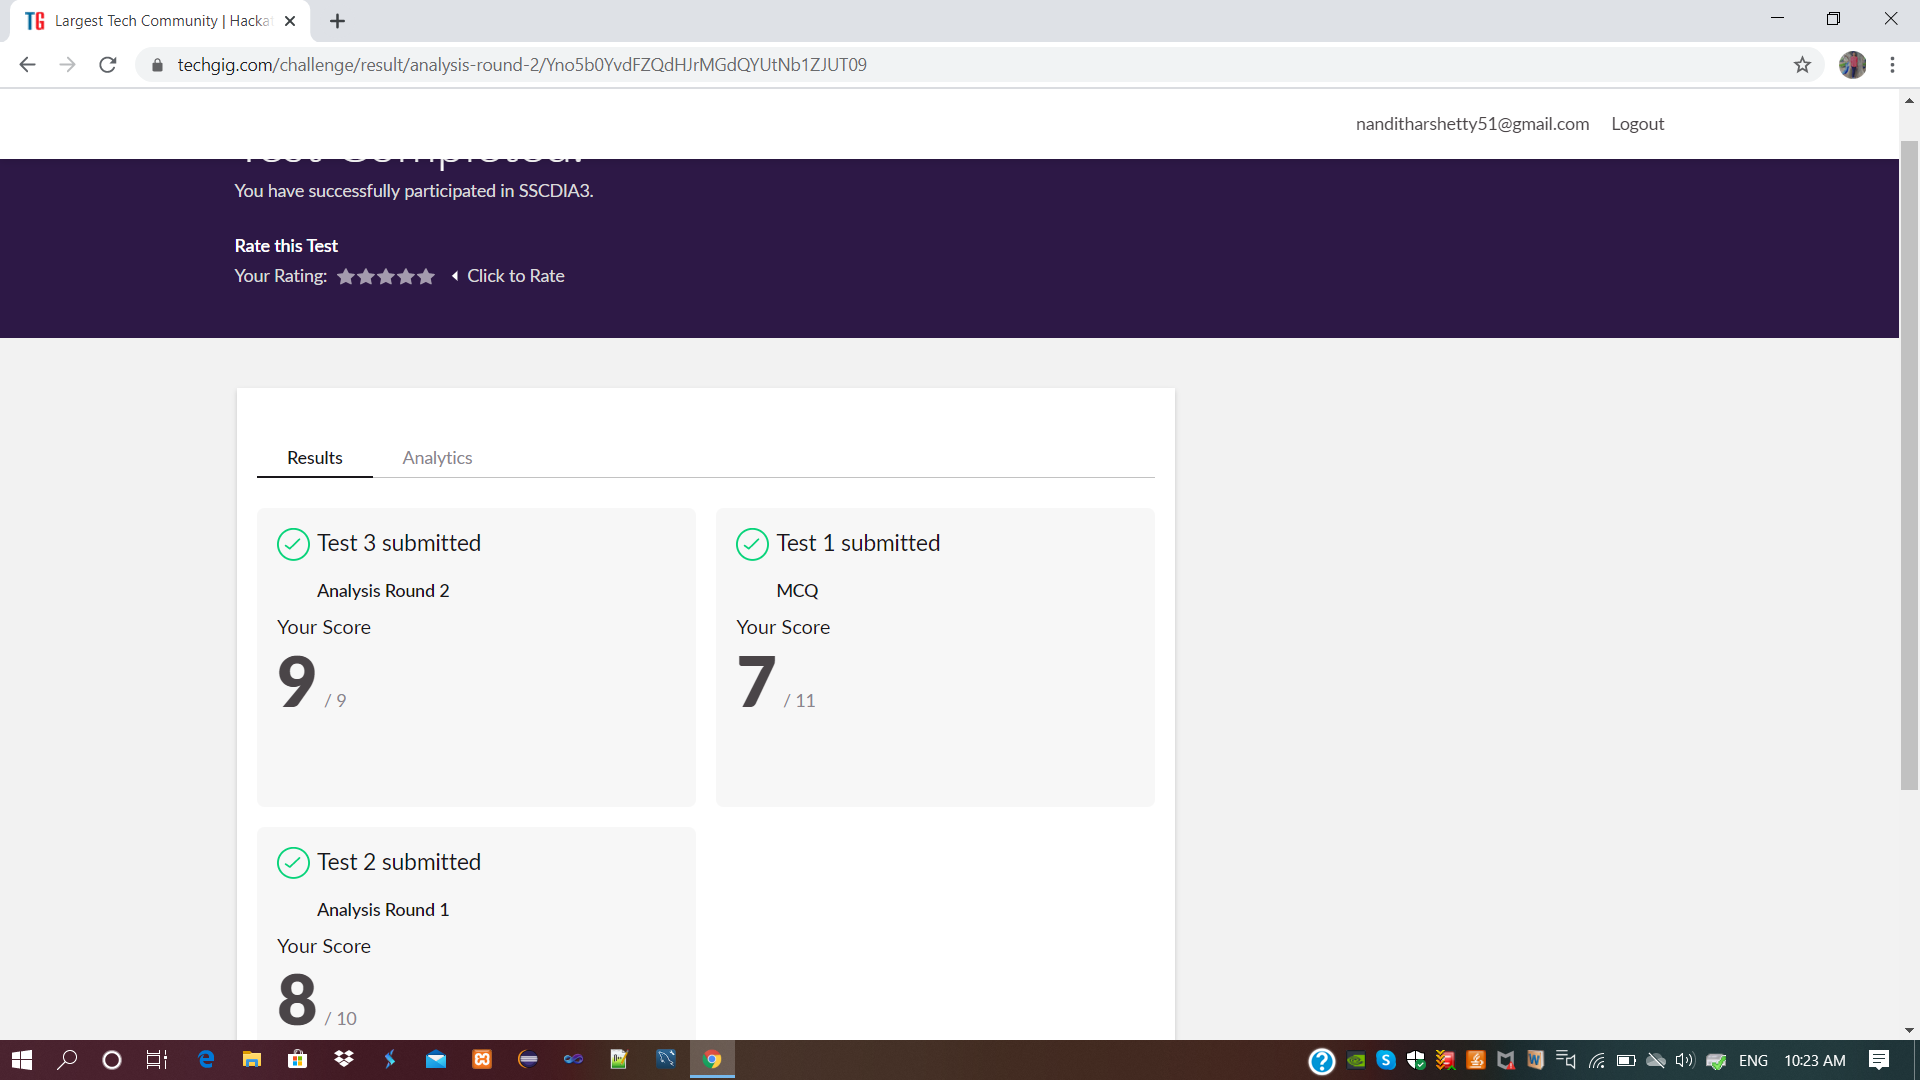 TG Largest Tech Community | Hacka
techgig.com/challenge/result/analysis-round-2/Yno5b0YvdFZQdHJrMGdQYUtNb1ZJUT09
nanditharshetty51@gmail.com Logout
Test Completed!
You have successfully participated in SSCDIA3.
Rate this Test
Your Rating: Click to Rate
Results Analytics
Test 3 submitted
Analysis Round 2
Your Score
9 / 9
Test 1 submitted
MCQ
Your Score
7 / 11
Test 2 submitted
Analysis Round 1
Your Score
8 / 10
ENG 10:23 AM